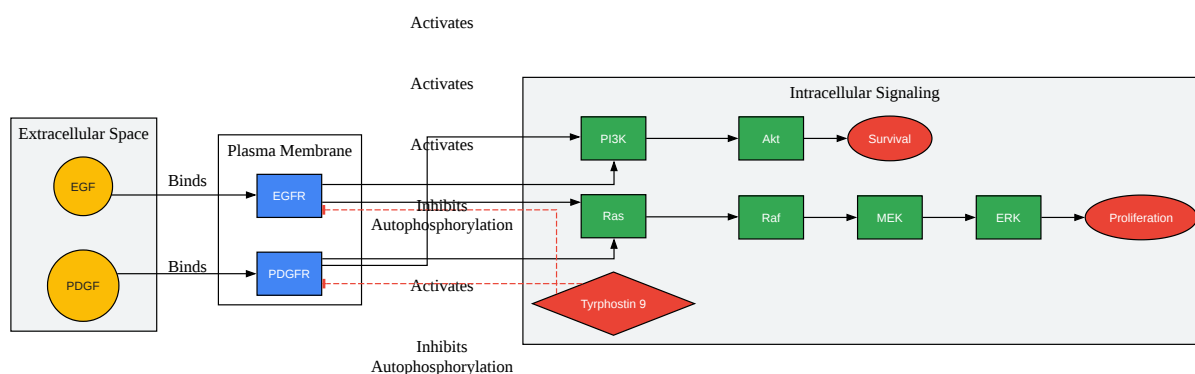 Activates
Activates
Intracellular Signaling
Extracellular Space
Plasma Membrane
Activates
PI3K
Akt
Survival
EGF
Binds
EGFR
Inhibits
Autophosphorylation
Ras
Raf
MEK
ERK
Proliferation
PDGF
Binds
PDGFR
Activates
Tyrphostin 9
Inhibits
Autophosphorylation